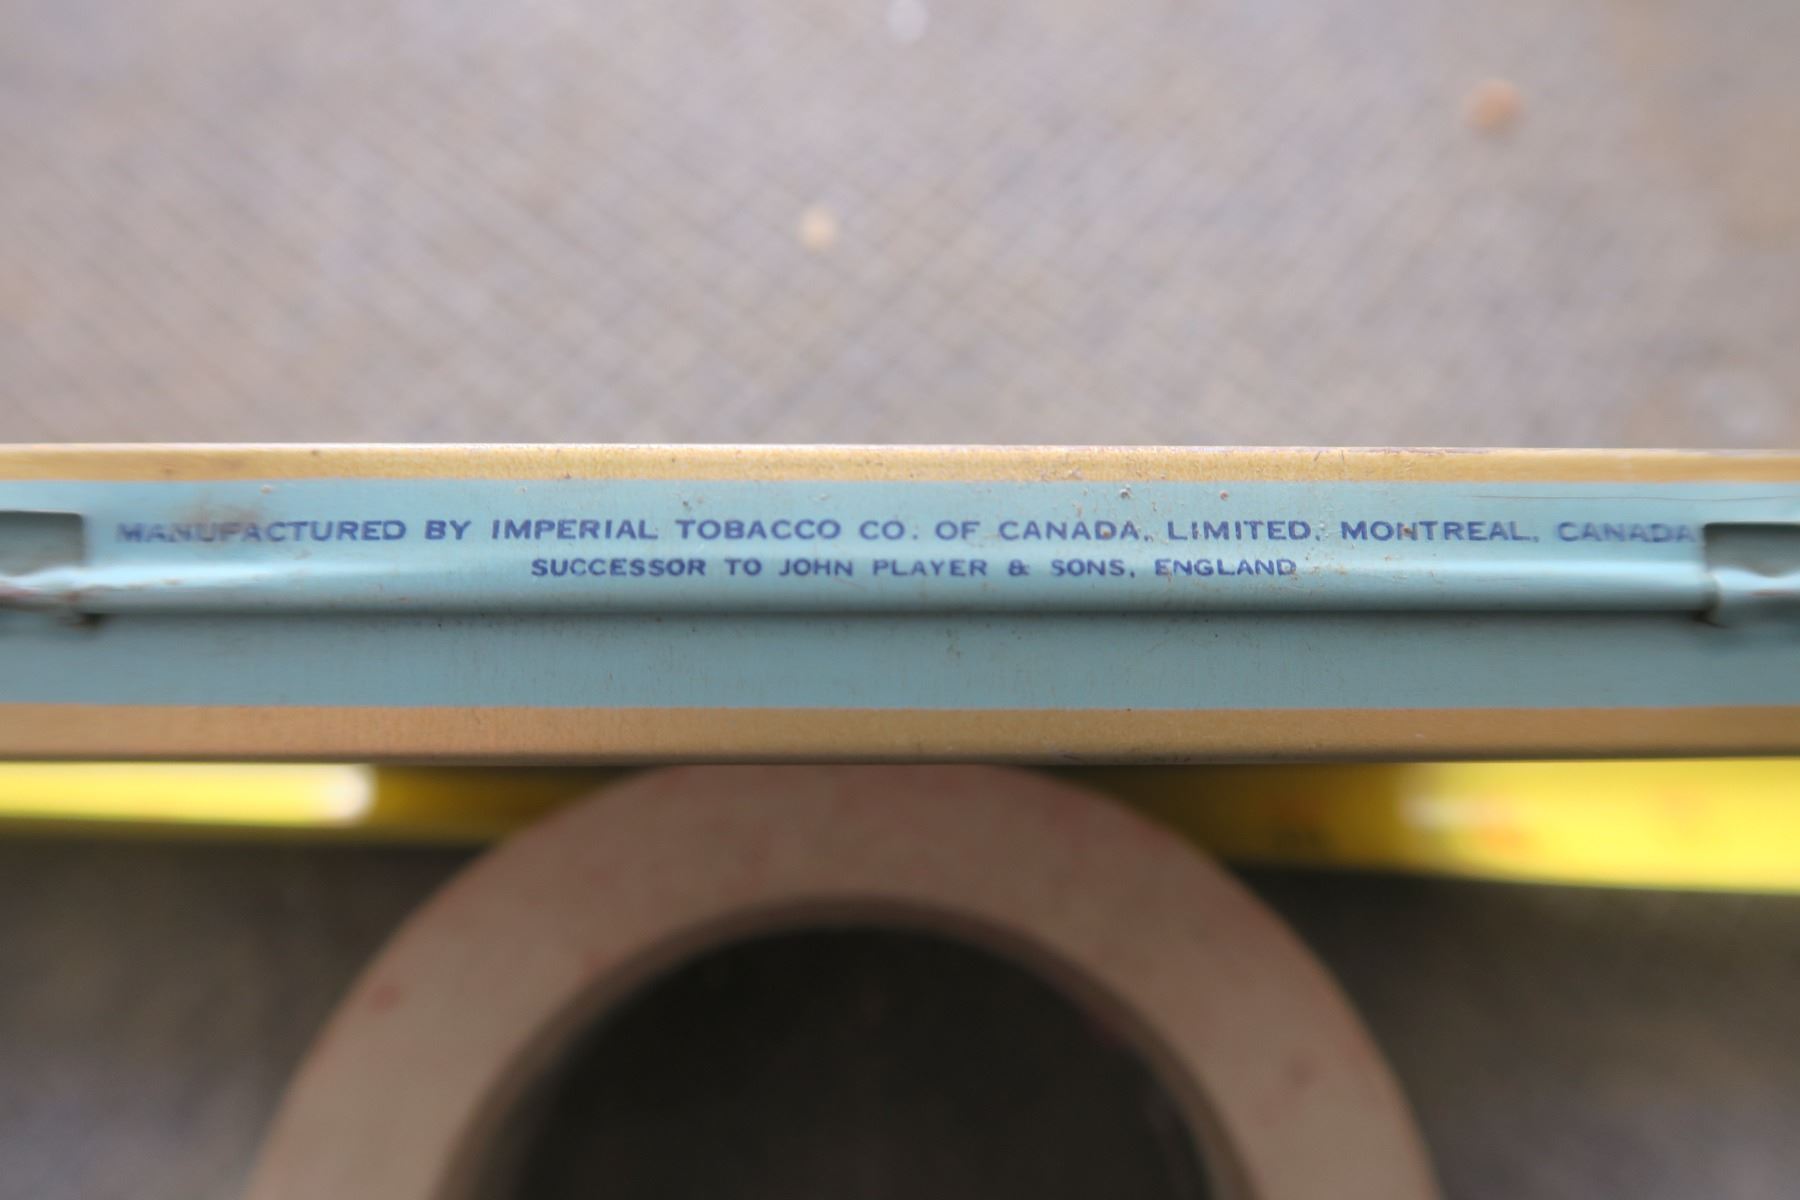 MANUFACTURED BY IMPERIAL TOBACCO CO. OF CANADA, LIMITED, MONTREAL, CANADA
SUCCESSOR TO JOHN PLAYER & SONS, ENGLAND